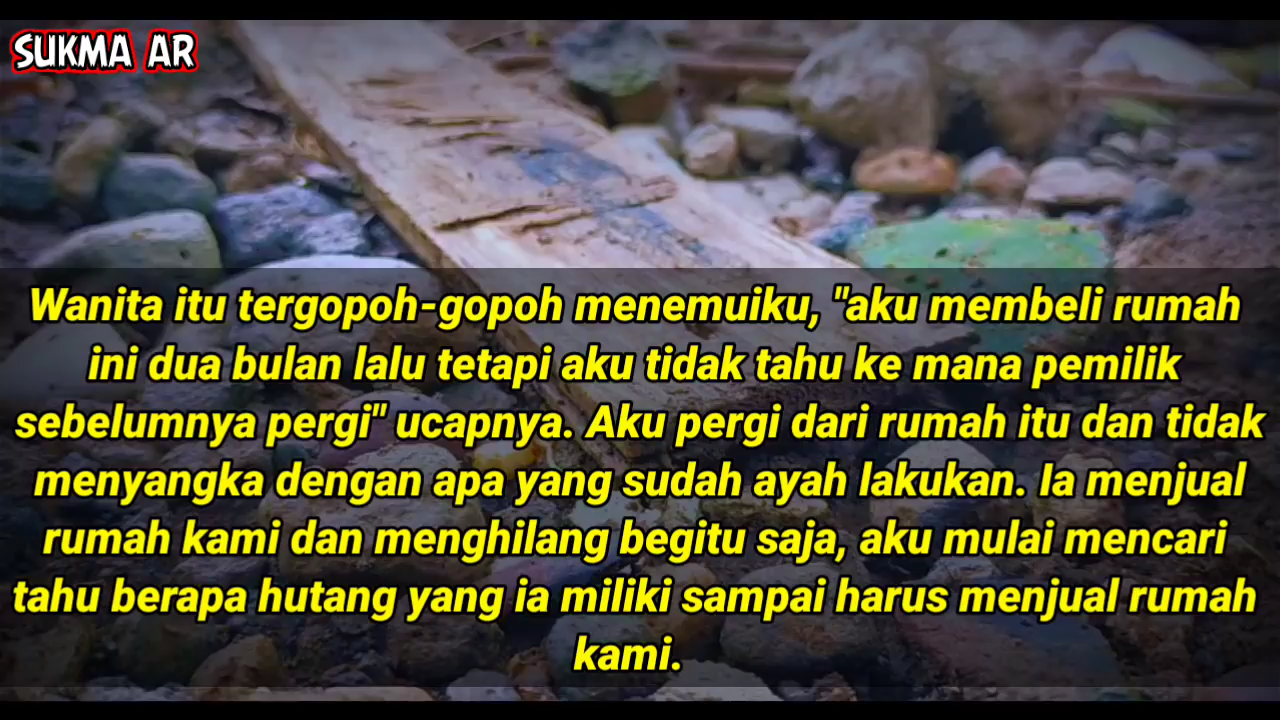 SUKMA AR
Wanita itu tergopoh-gopoh menemuiku, "aku membeli rumah
ini dua bulan lalu tetapi aku tidak tahu ke mana pemilik
sebelumnya pergi" ucapnya. Aku pergi dari rumah itu dan tidak
menyangka dengan apa yang sudah ayah lakukan. Ia menjual
rumah kami dan menghilang begitu saja, aku mulai mencari
tahu berapa hutang yang ia miliki sampai harus menjual rumah
kami.